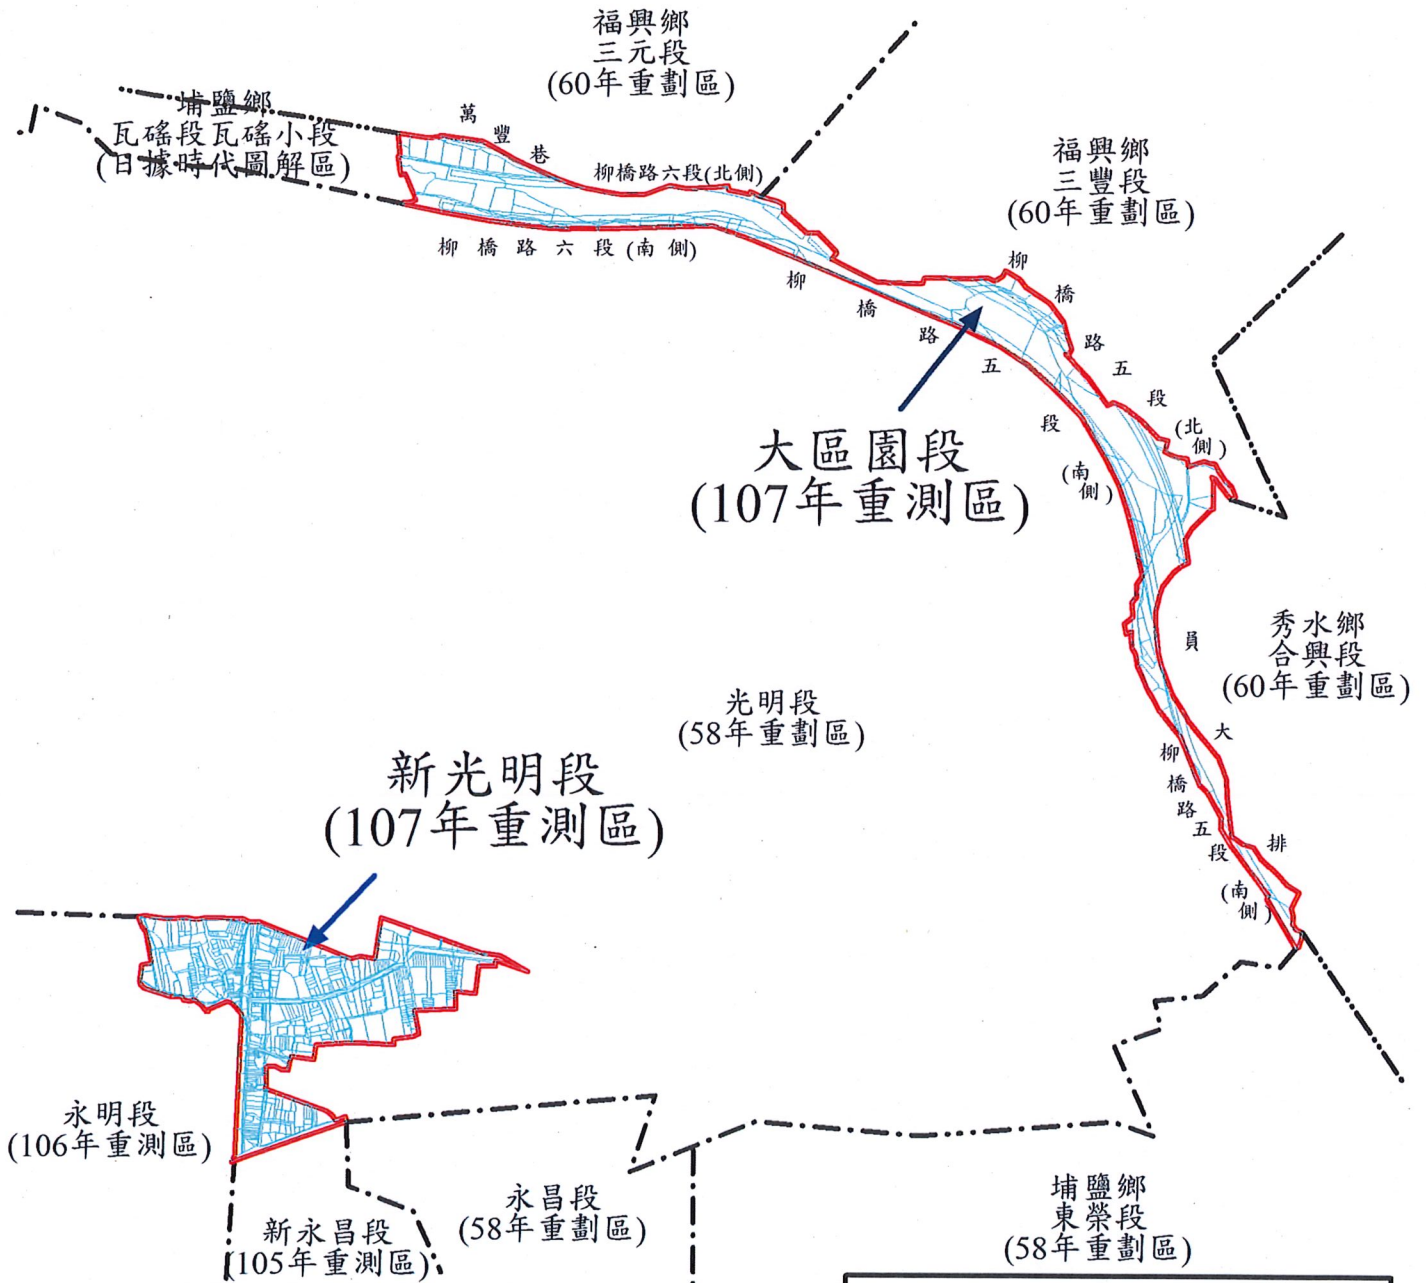 福興鄉
三元段
(60年重劃區)
埔鹽鄉
瓦磘段瓦磘小段
(日據時代圖解區)
萬豐巷
柳橋路六段(北側)
福興鄉
三豐段
(60年重劃區)
柳橋路六段(南側)
柳橋路五段(南側)
柳橋路五段(北側)
大區園段
(107年重測區)
員大排
秀水鄉
合興段
(60年重劃區)
光明段
(58年重劃區)
新光明段
(107年重測區)
柳橋路五段(南側)
永明段
(106年重測區)
新永昌段
(105年重測區)
永昌段
(58年重劃區)
埔鹽鄉
東榮段
(58年重劃區)